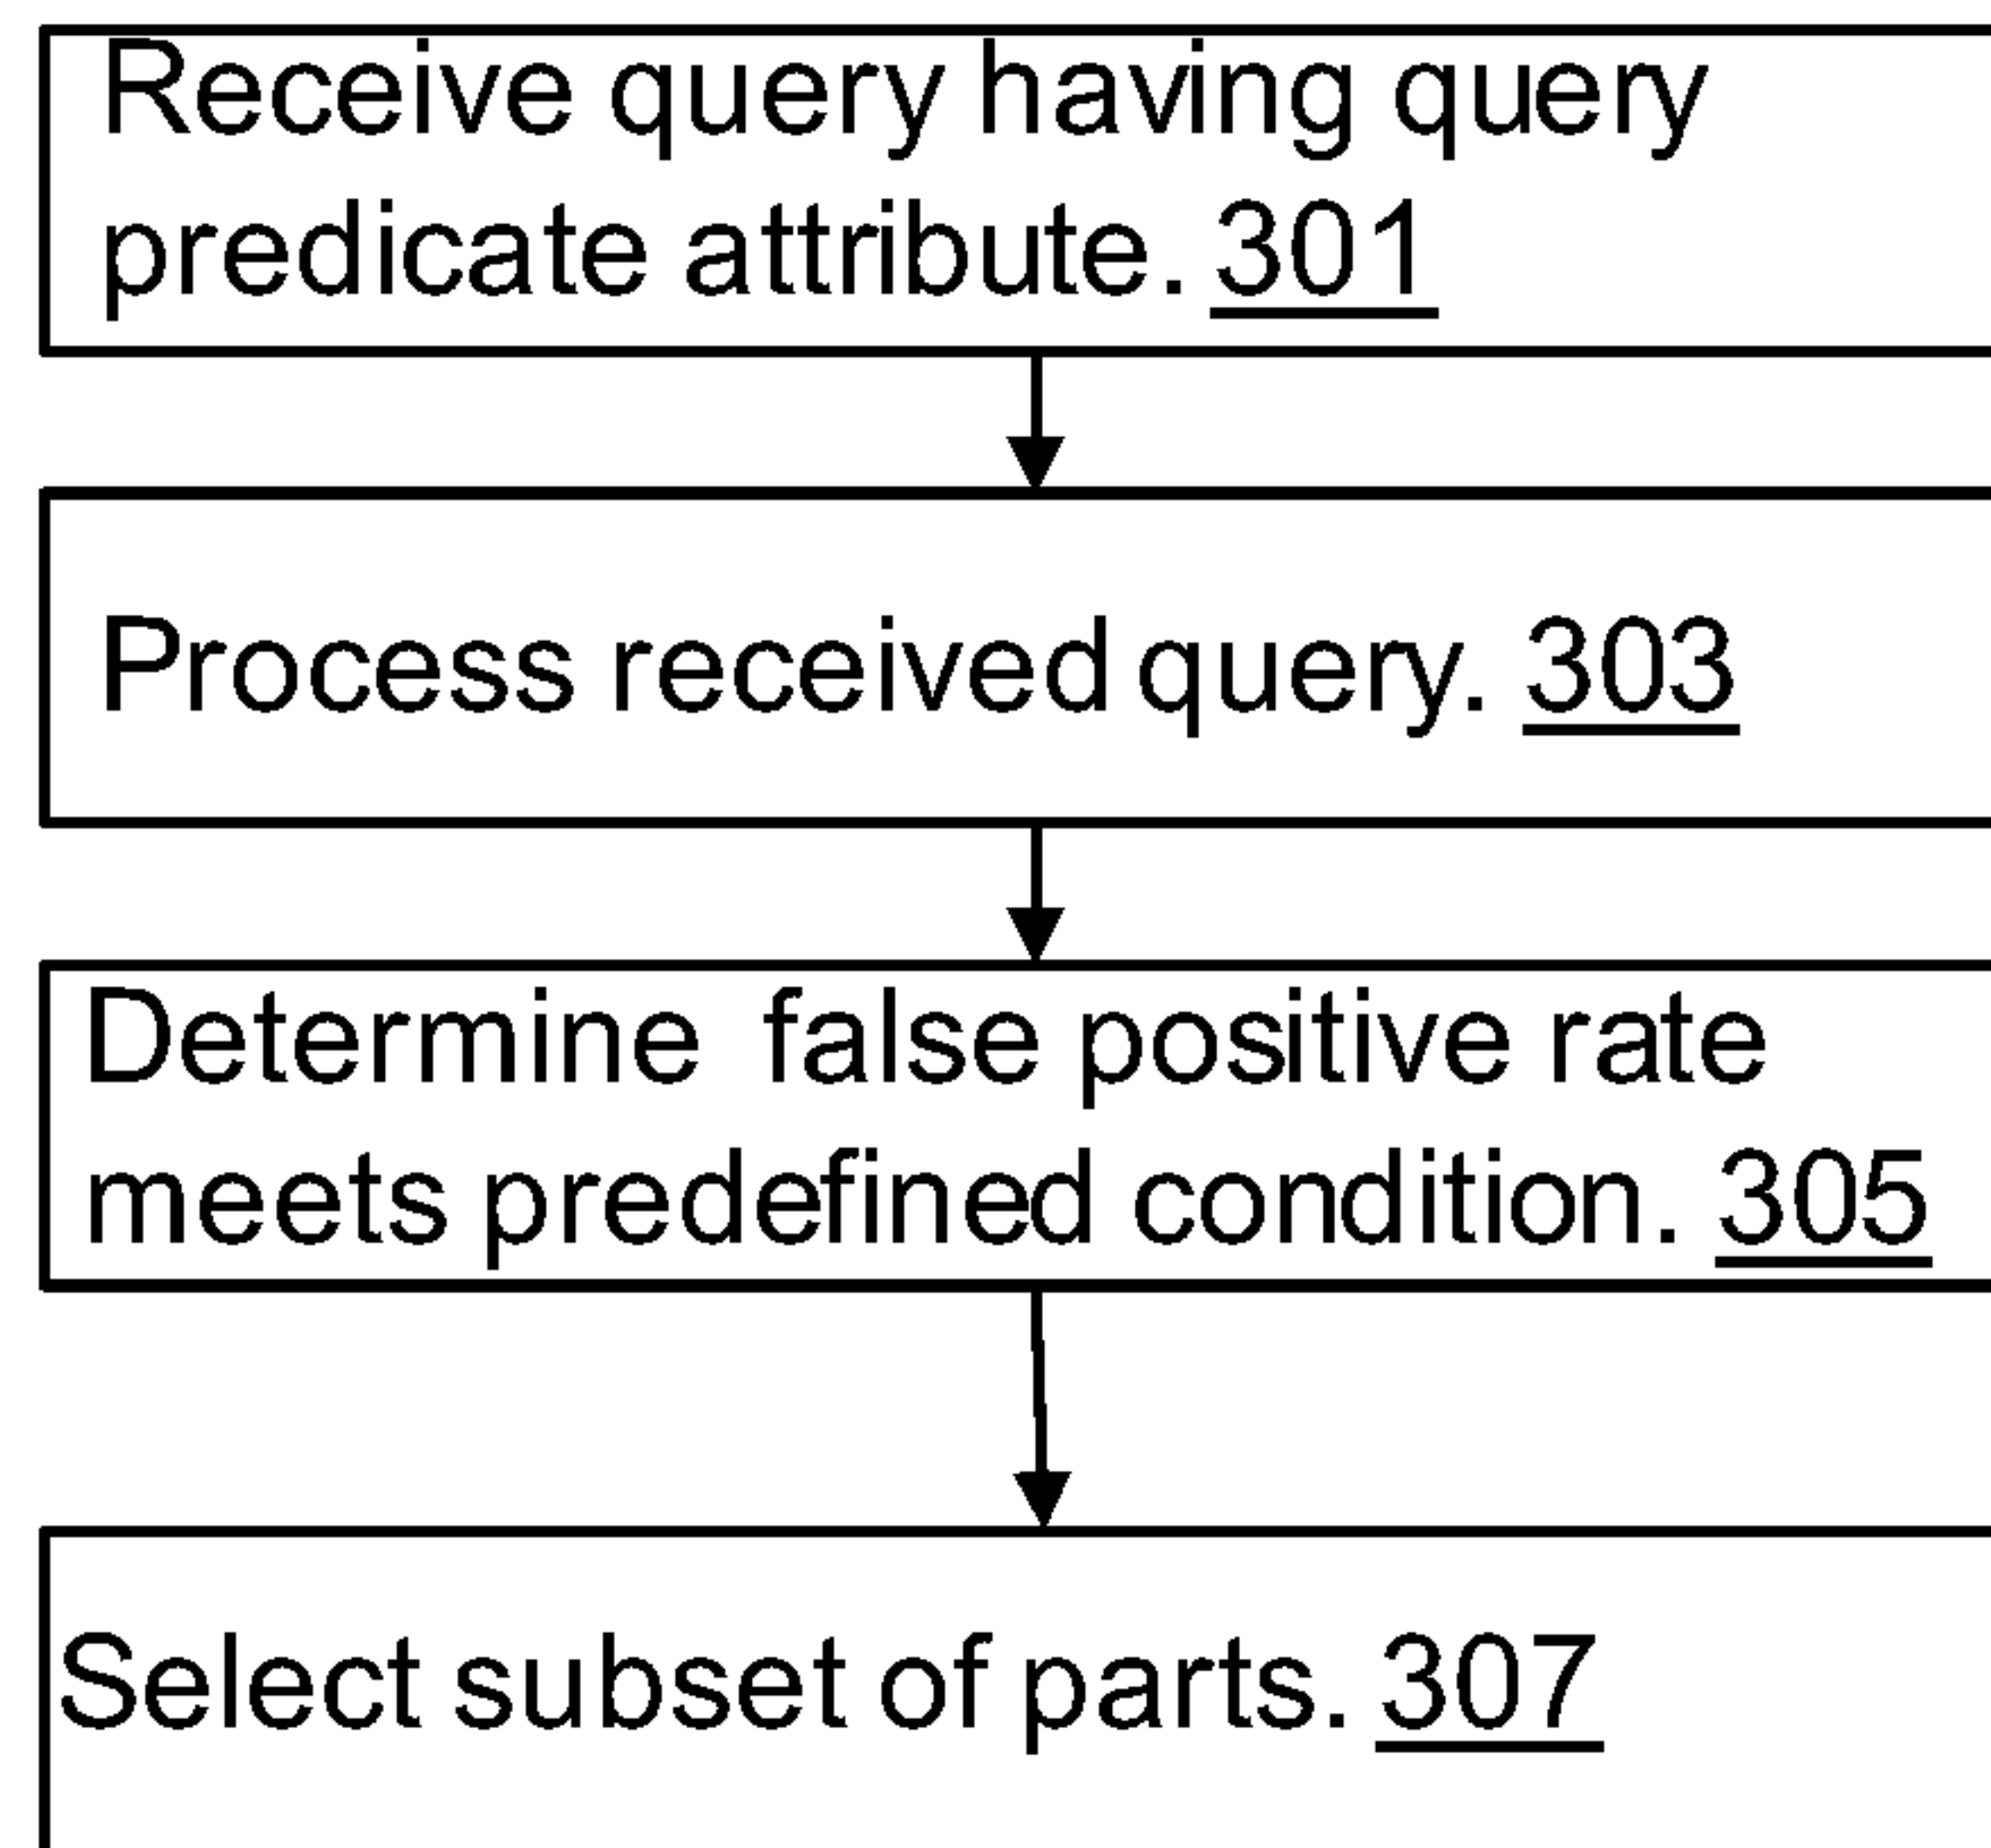 Receive query having query
predicate attribute. 301
Process received query. 303
Determine false positive rate
meets predefined condition. 305
Select subset of parts. 307